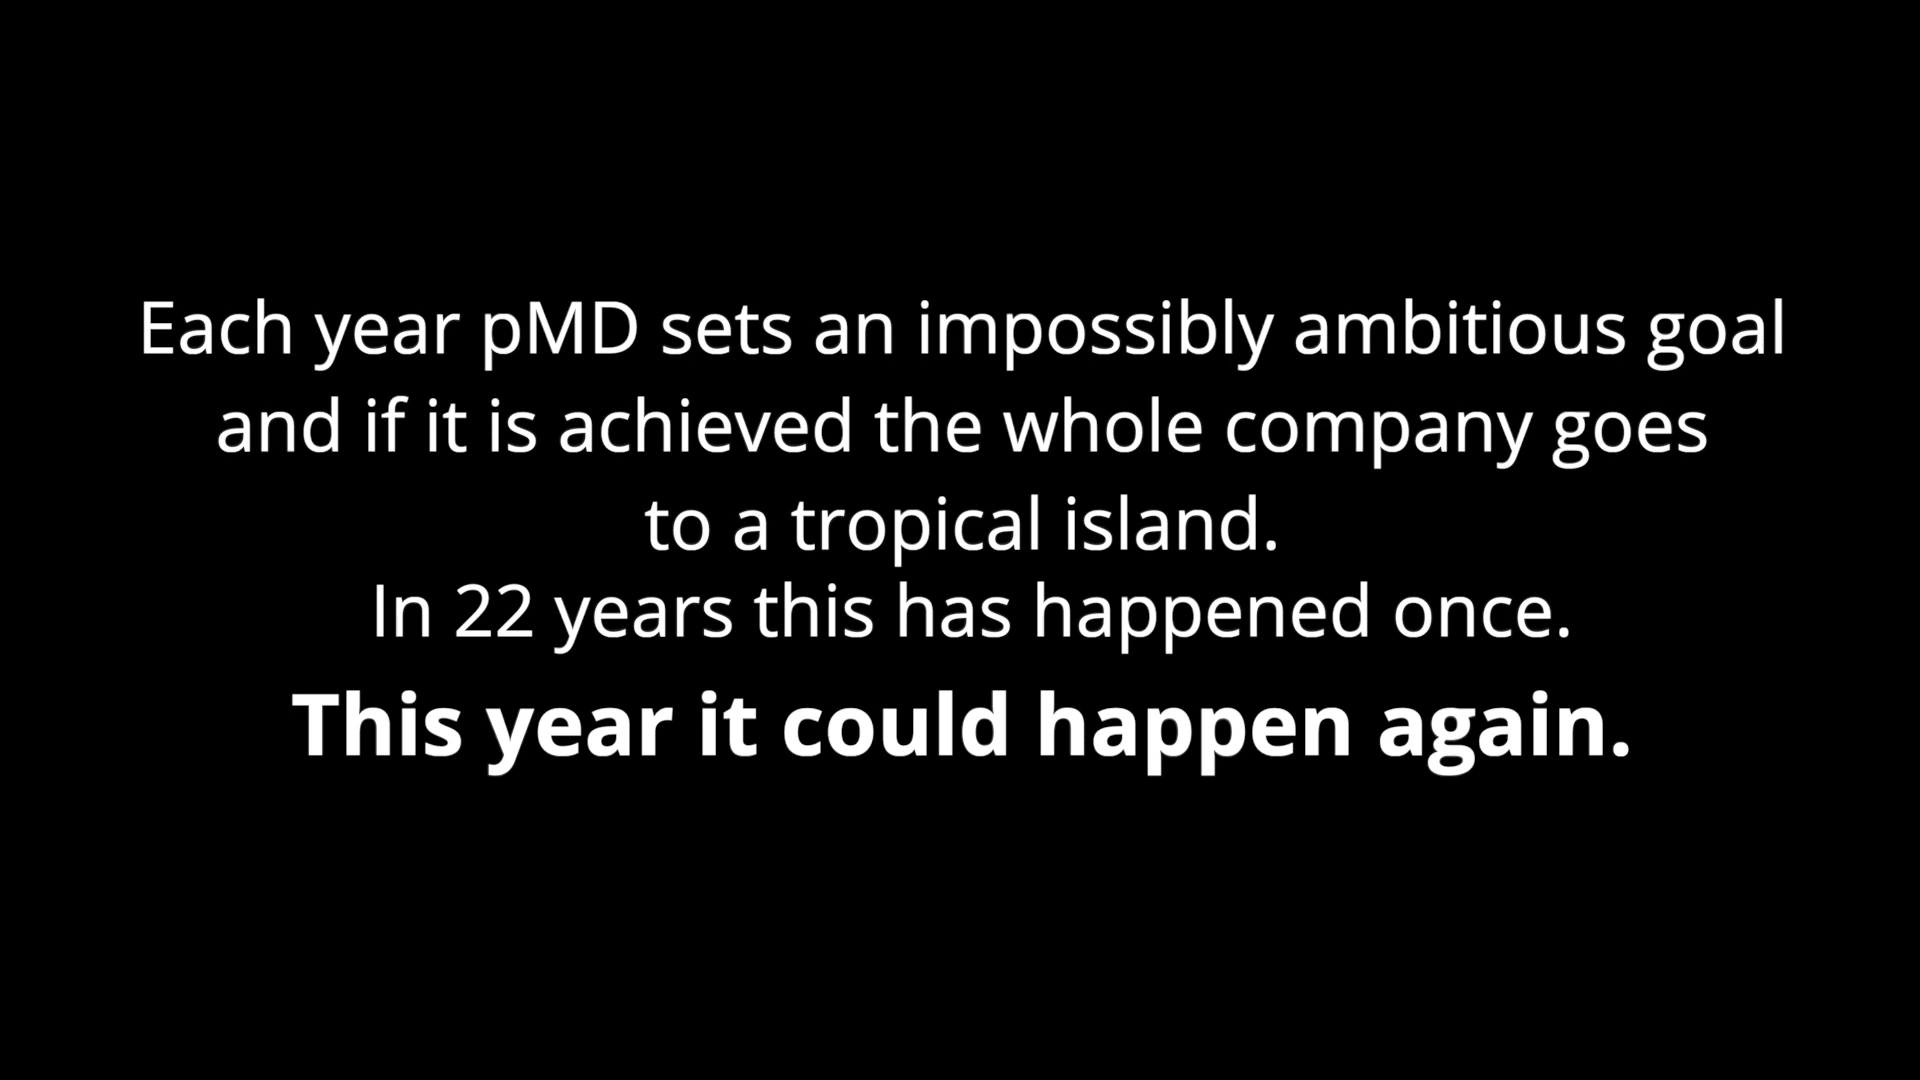 Each year pMD sets an impossibly ambitious goal
and if it is achieved the whole company goes
to a tropical island.
In 22 years this has happened once.
This year it could happen again.